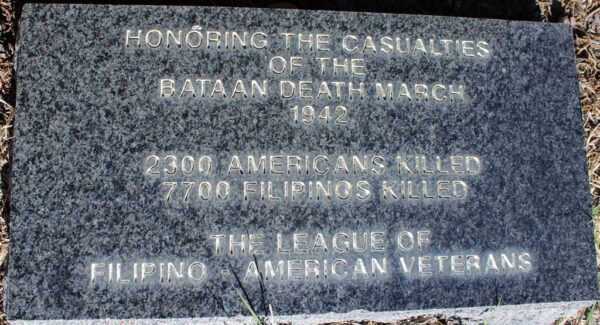 HONORING THE CASUALTIES
OF THE
BATAAN DEATH MARCH
1942
2300 AMERICANS KILLED
7700 FILIPINOS KILLED
THE LEAGUE OF
FILIPINO - AMERICAN VETERANS